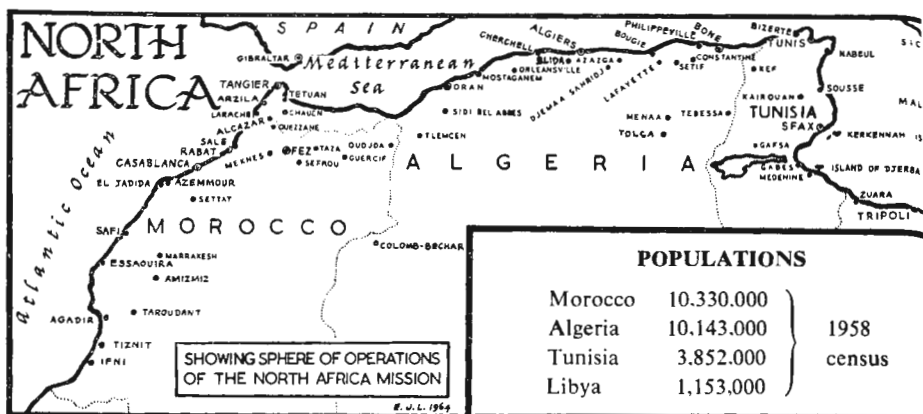 NORTH
AFRICA
SPAIN
GIBRALTAR
Mediterranean
Sea
Atlantic Ocean
TANGIER
ARZILA
TETUAN
LARACHE
CHAUEN
ALCAZAR
OUEZZANE
SALE
RABAT
FEZ
TAZA
OUDJDA
MEKNES
SEFROU
GUERCIF
CASABLANCA
EL JADIDA
AZEMMOUR
SETTAT
MOROCCO
SAFI
MARRAKESH
ESSAOUIRA
AMIZMIZ
AGADIR
TAROUDANT
TIZNIT
IFNI
CHERCHELL
ALGIERS
BOUGIE
PHILIPPEVILLE
BONE
BLIDA
AZAZGA
CONSTANTINE
ORLEANSVILLE
MOSTAGANEM
DJEMAA SAHRIDJ
LAFAYETTE
SETIF
ORAN
SIDI BEL ABBES
MENAA
TEBESSA
TLEMCEN
TOLGA
ALGERIA
COLOMB-BECHAR
BIZERTE
TUNIS
NABEUL
KEF
KAIROUAN
SOUSSE
TUNISIA
SFAX
KERKENNAH IS
GAFSA
GABES
ISLAND OF DJERBA
MEDENINE
ZUARA
TRIPOLI
SIC
MAL
SHOWING SPHERE OF OPERATIONS
OF THE NORTH AFRICA MISSION
E.J.L. 1964
POPULATIONS
Morocco 10.330.000
Algeria 10.143.000
Tunisia 3.852.000
Libya 1,153,000
1958
census